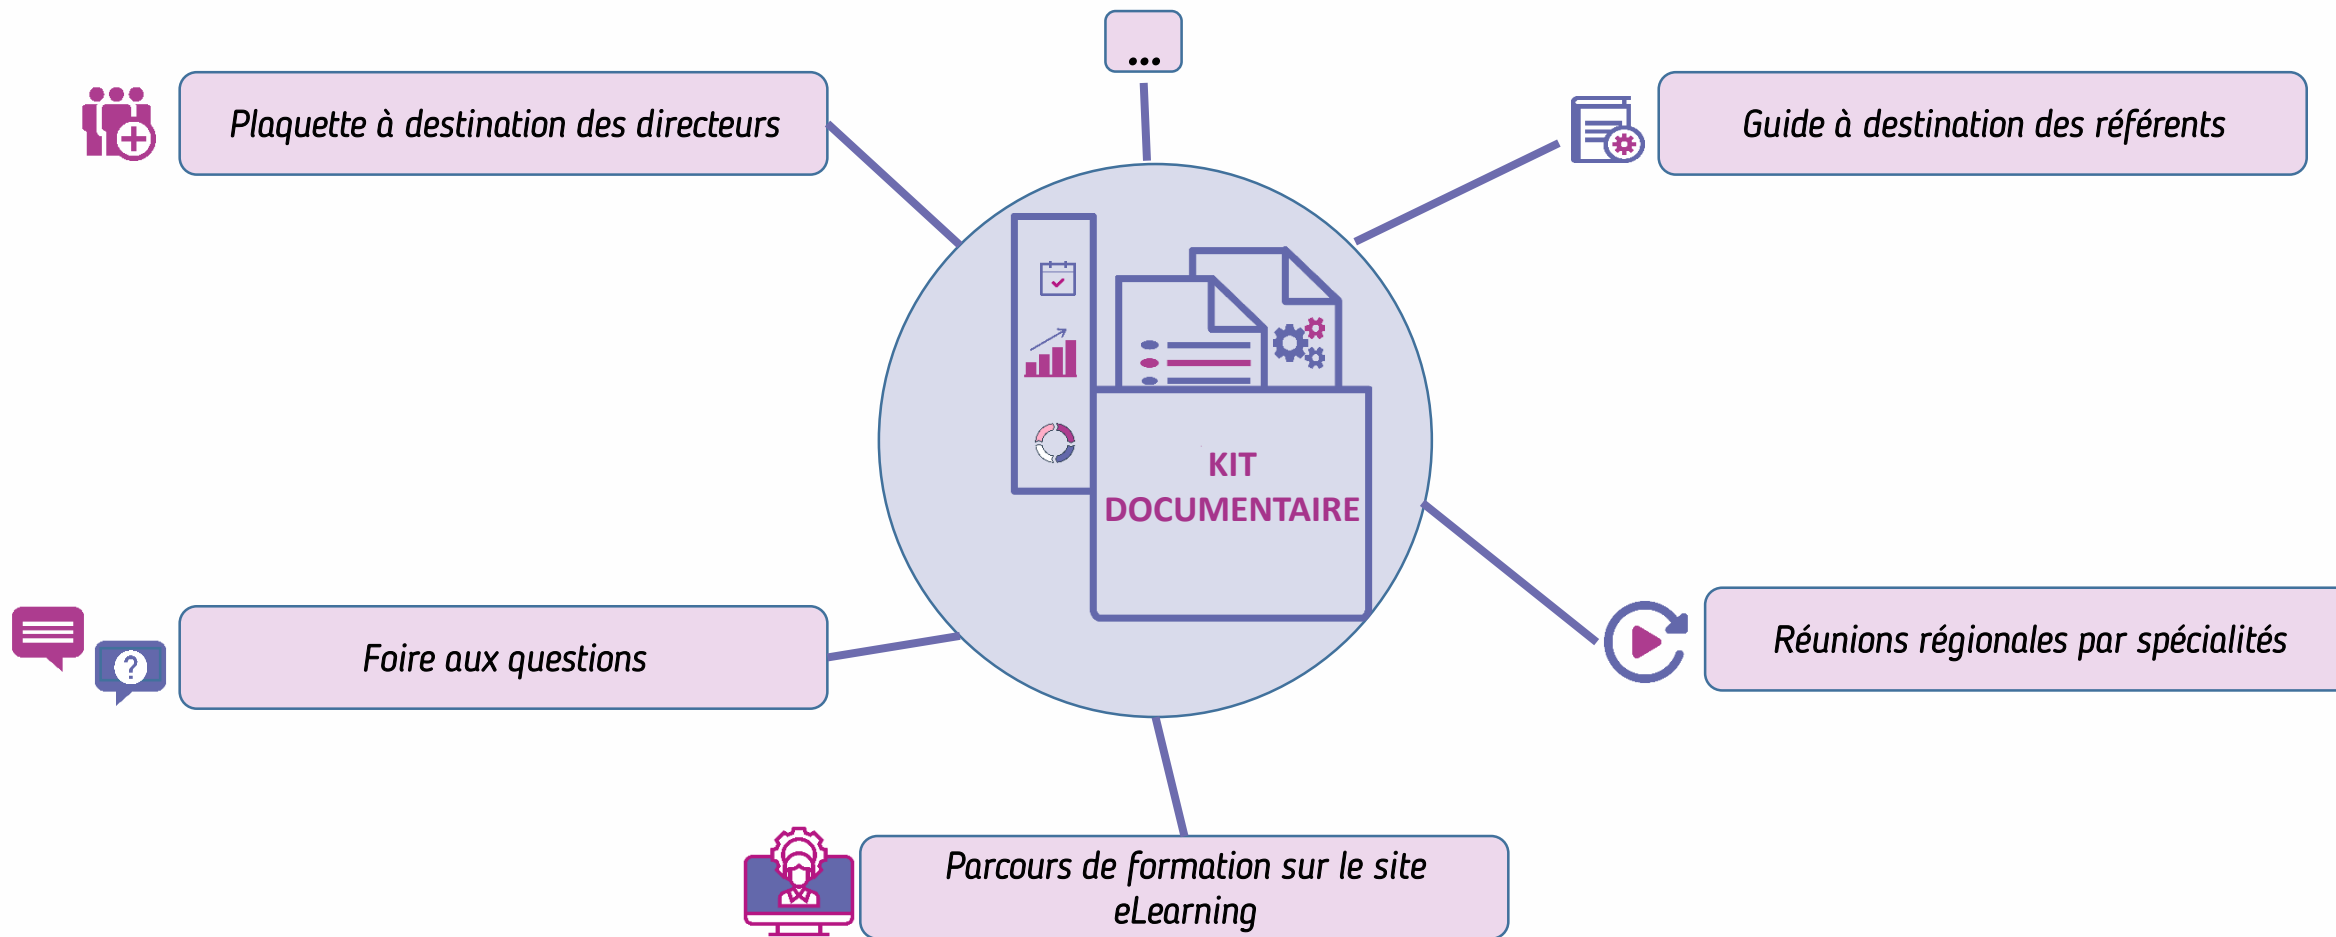 ...
Plaquette à destination des directeurs
Guide à destination des référents
KIT
DOCUMENTAIRE
Foire aux questions
?
Réunions régionales par spécialités
Parcours de formation sur le site
eLearning